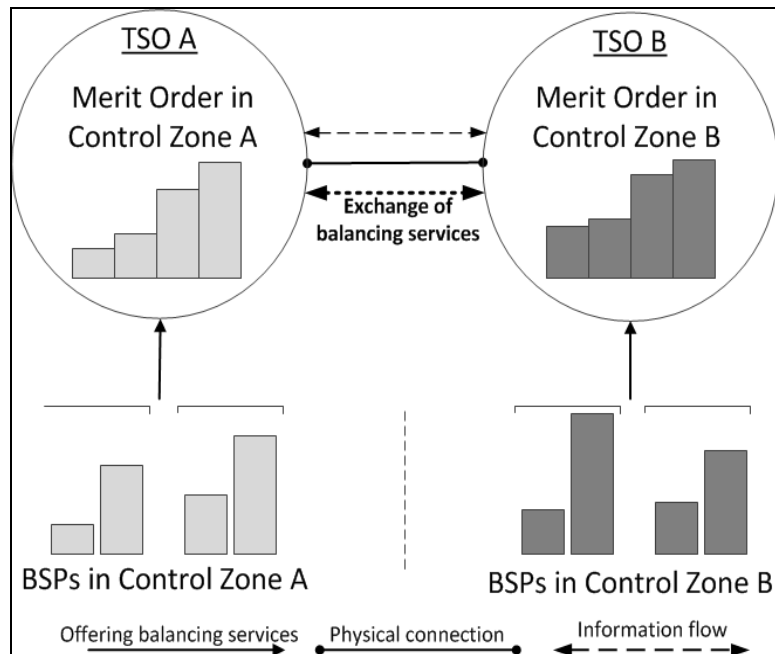 TSO A
Merit Order in
Control Zone A
TSO B
Merit Order in
Control Zone B
Exchange of
balancing services
BSPs in Control Zone A
BSPs in Control Zone B
Offering balancing services
Physical connection
Information flow